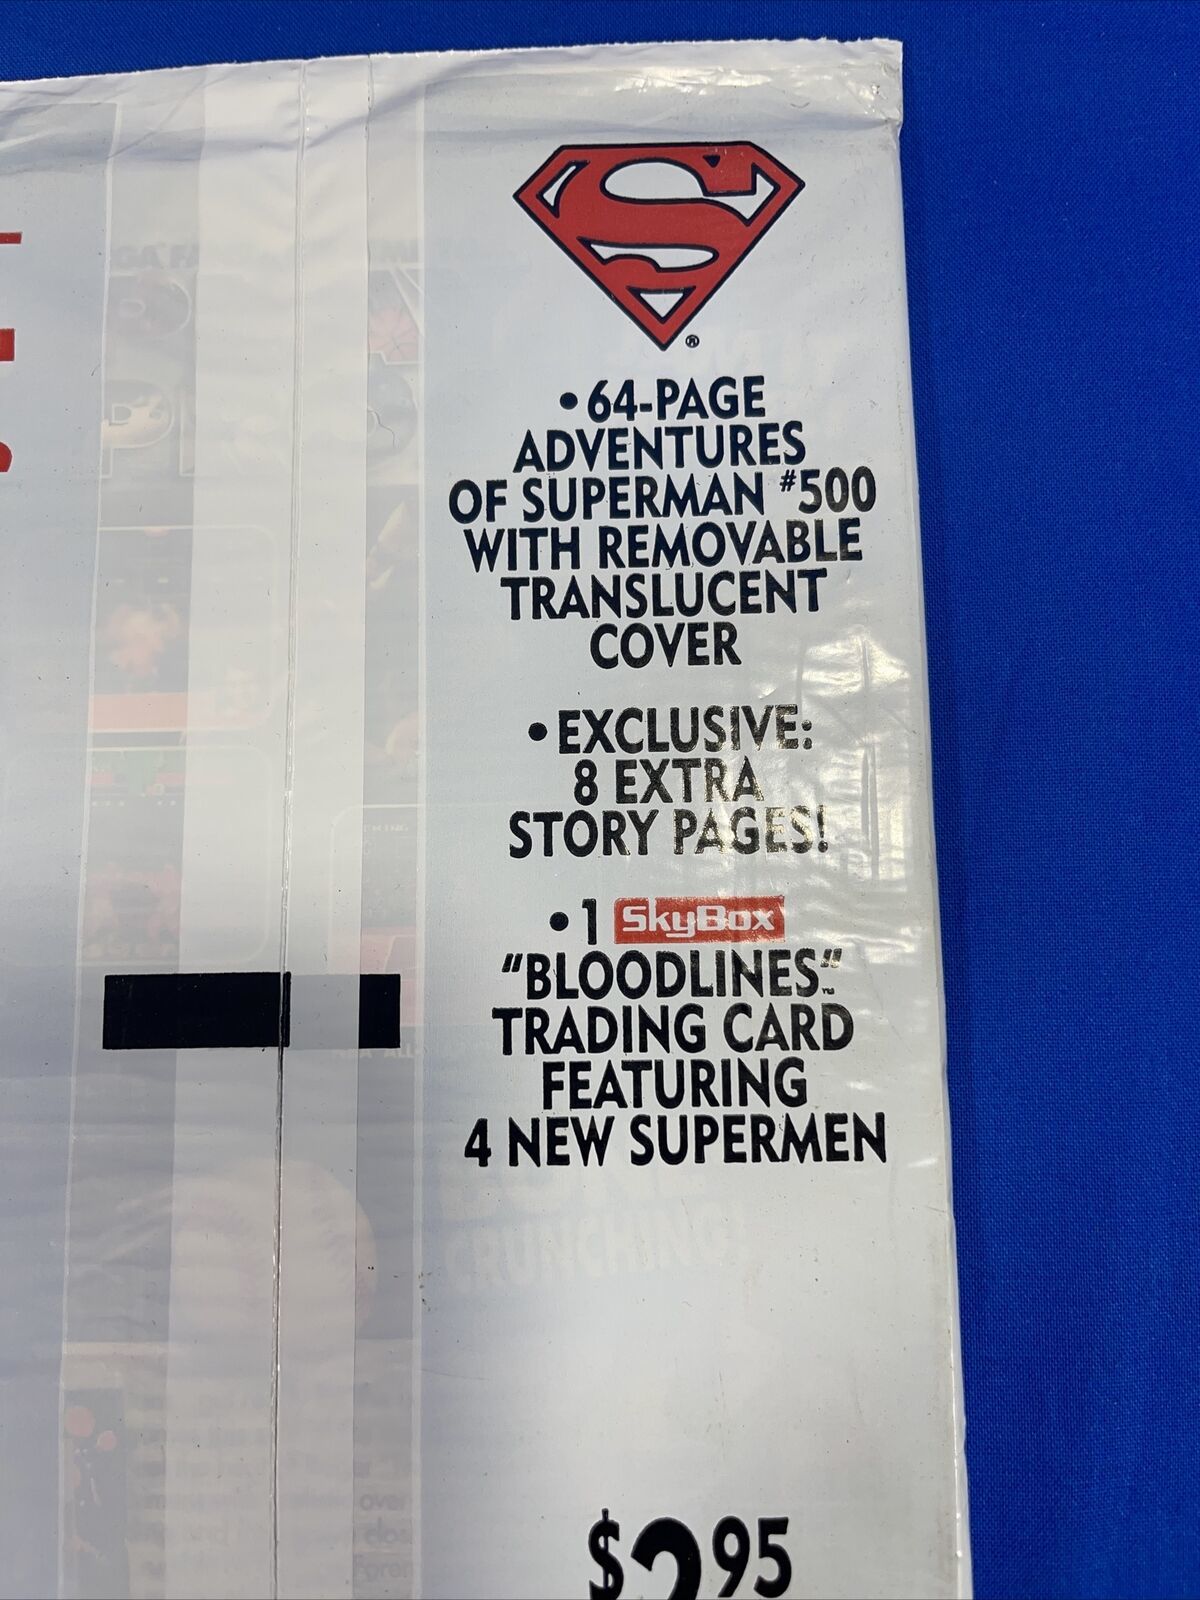 ®
• 64-PAGE
ADVENTURES
OF SUPERMAN #500
WITH REMOVABLE
TRANSLUCENT
COVER
• EXCLUSIVE:
8 EXTRA
STORY PAGES!
• 1 SkyBox
“BLOODLINES”™
TRADING CARD
FEATURING
4 NEW SUPERMEN
$2.95